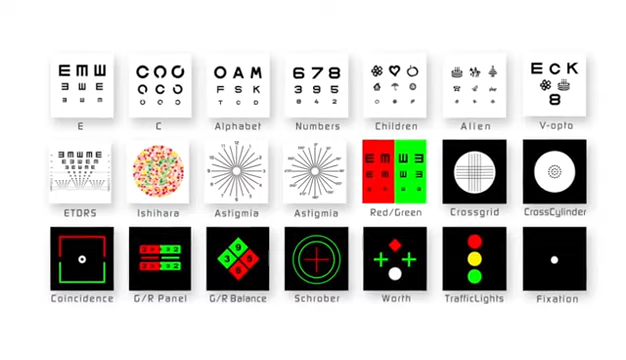 E M W
C O C
O A M
F S K
T C D
6 7 8
3 9 5
8 4 2
E C K
8
E C Alphabet Numbers Children Allen V-opto
ETDRS Ishihara Astigmia Astigmia Red/Green Crossgrid CrossCylinder
Coincidence G/R Panel G/R Balance Schrober Worth TrafficLights Fixation